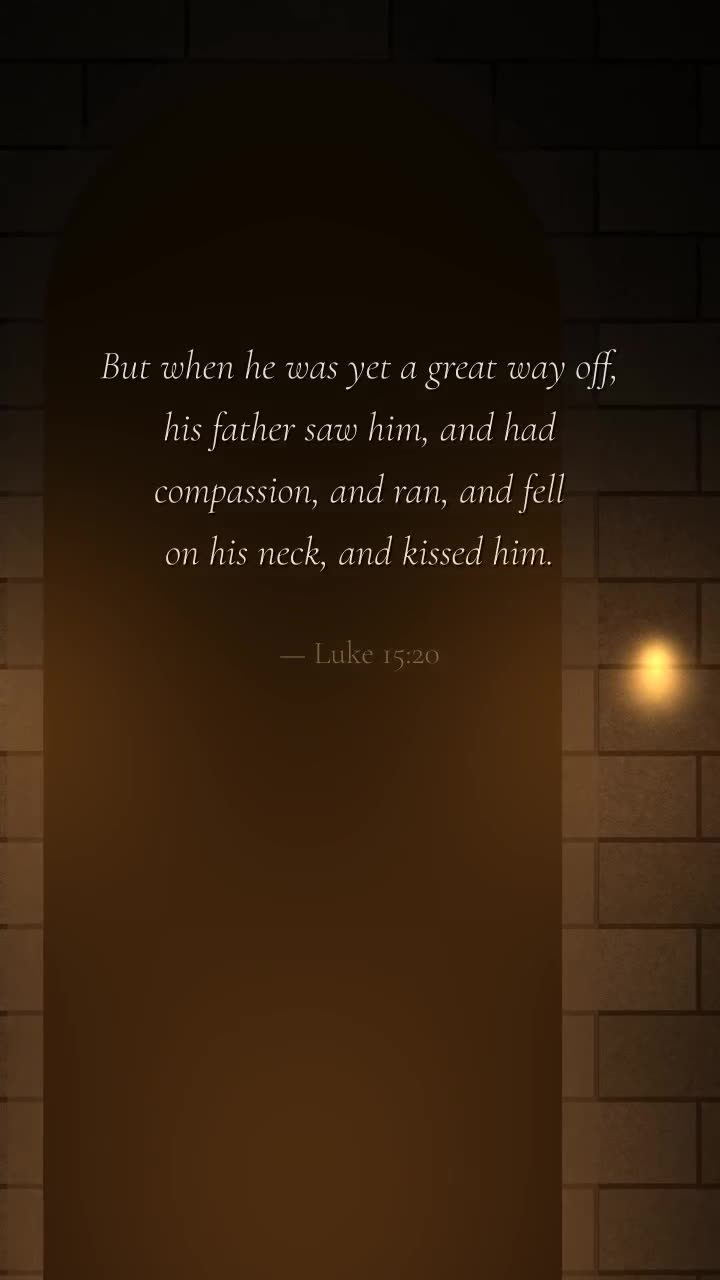 But when he was yet a great way off,
his father saw him, and had
compassion, and ran, and fell
on his neck, and kissed him.
— Luke 15:20